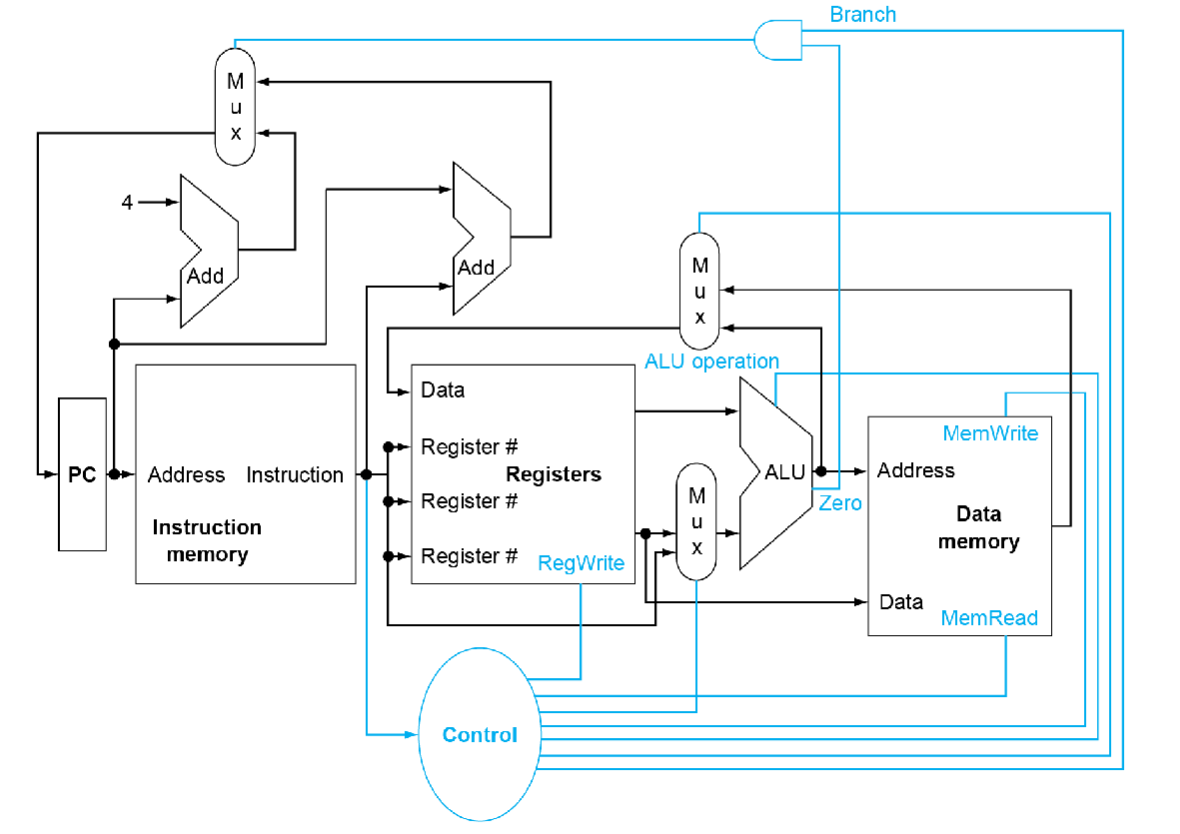 Branch
M
u
x
4
Add
Add
M
u
x
ALU operation
Data
Register #
Registers
Register #
Register #
RegWrite
PC
Address
Instruction
Instruction
memory
M
u
x
ALU
Zero
MemWrite
Address
Data
memory
Data
MemRead
Control